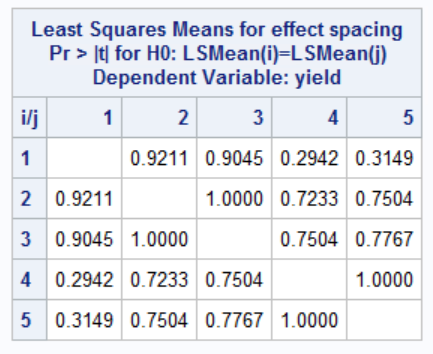 Least Squares Means for effect spacing
Pr > |t| for H0: LSMean(i)=LSMean(j)
Dependent Variable: yield
i/j 1 2 3 4 5
1 0.9211 0.9045 0.2942 0.3149
2 0.9211 1.0000 0.7233 0.7504
3 0.9045 1.0000 0.7504 0.7767
4 0.2942 0.7233 0.7504 1.0000
5 0.3149 0.7504 0.7767 1.0000